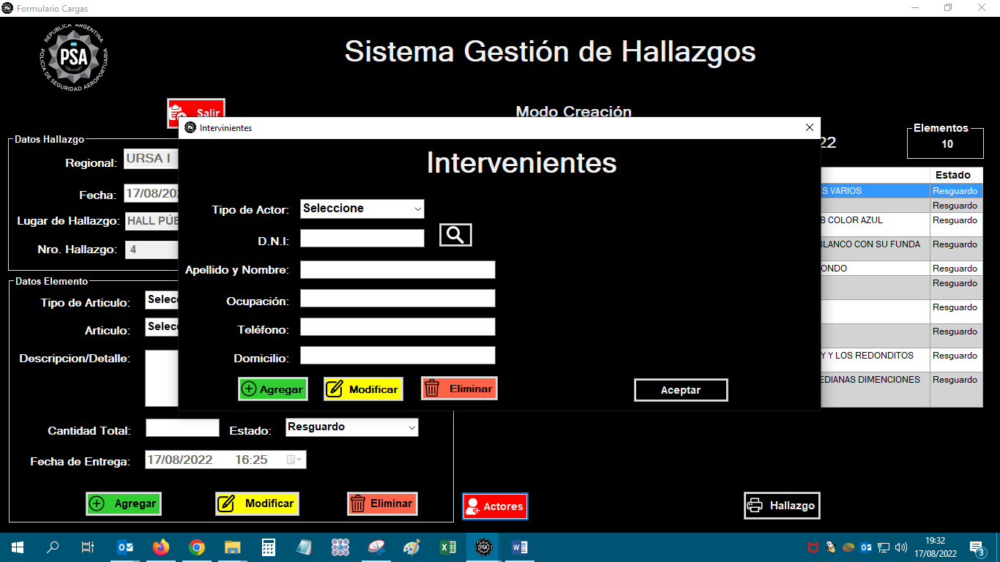 Formulario Cargas
REPUBLICA ARGENTINA
PSA
POLICIA DE SEGURIDAD AEROPORTUARIA
Sistema Gestión de Hallazgos
Salir
Modo Creación
Intervinientes
Datos Hallazgo
22
Elementos
10
Regional:
URSA I
Fecha:
17/08/202
Lugar de Hallazgo:
HALL PÚB
Nro. Hallazgo:
4
Intervenientes
Tipo de Actor:
Seleccione
D.N.I:
Apellido y Nombre:
Ocupación:
Teléfono:
Domicilio:
Agregar
Modificar
Eliminar
Aceptar
Estado
ES VARIOS
Resguardo
Resguardo
B COLOR AZUL
Resguardo
BLANCO CON SU FUNDA
Resguardo
ONDO
Resguardo
Resguardo
Resguardo
Resguardo
Y Y LOS REDONDITOS
Resguardo
EDIANAS DIMENCIONES
Resguardo
Datos Elemento
Tipo de Articulo:
Selecc
Articulo:
Selecc
Descripcion/Detalle:
Cantidad Total:
Estado:
Resguardo
Fecha de Entrega:
17/08/2022 16:25
Agregar
Modificar
Eliminar
Actores
Hallazgo
19:32
17/08/2022
3